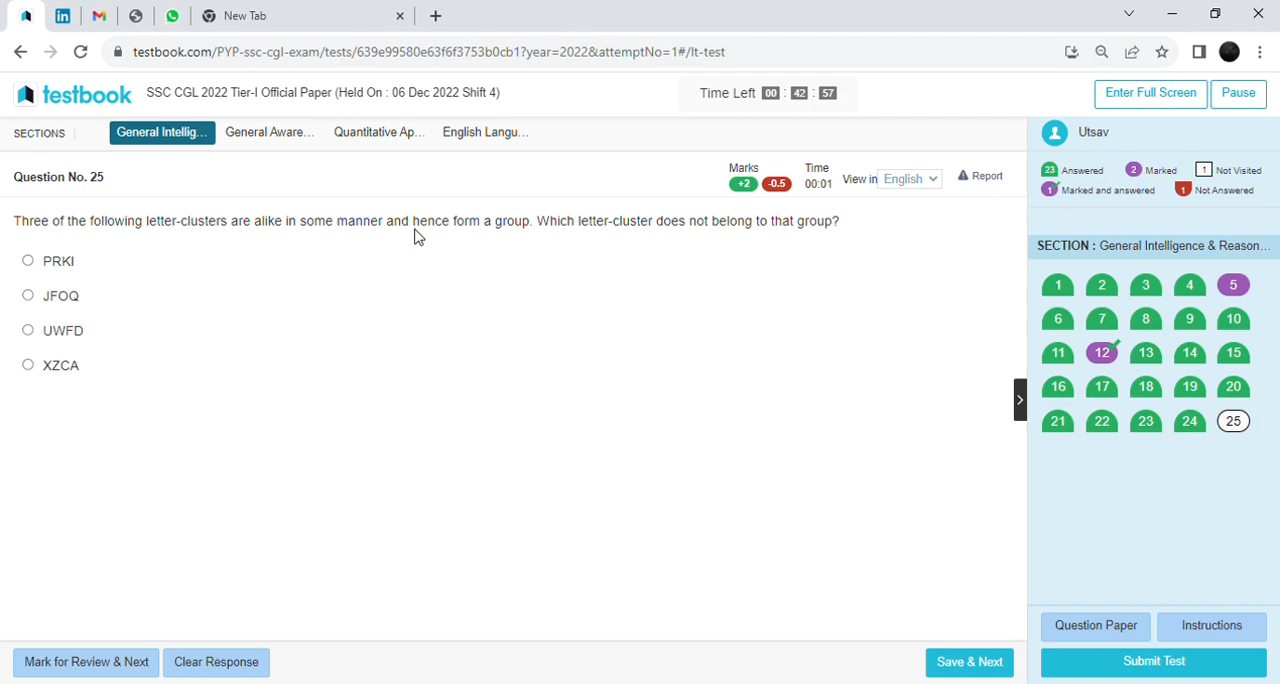 New Tab
testbook.com/PYP-ssc-cgl-exam/tests/639e99580e63f6f3753b0cb1?year=2022&attemptNo=1#/lt-test
testbook SSC CGL 2022 Tier-I Official Paper (Held On : 06 Dec 2022 Shift 4) Time Left 00 : 42 : 57 Enter Full Screen Pause
SECTIONS General Intellig... General Aware... Quantitative Ap... English Langu... Utsav
Question No. 25 Marks +2 -0.5 Time 00:01 View in English Report
23 Answered 2 Marked 1 Not Visited
1 Marked and answered 1 Not Answered
Three of the following letter-clusters are alike in some manner and hence form a group. Which letter-cluster does not belong to that group?
PRKI
JFOQ
UWFD
XZCA
SECTION : General Intelligence & Reason...
1 2 3 4 5
6 7 8 9 10
11 12 13 14 15
16 17 18 19 20
21 22 23 24 25
Question Paper Instructions
Mark for Review & Next Clear Response Save & Next Submit Test